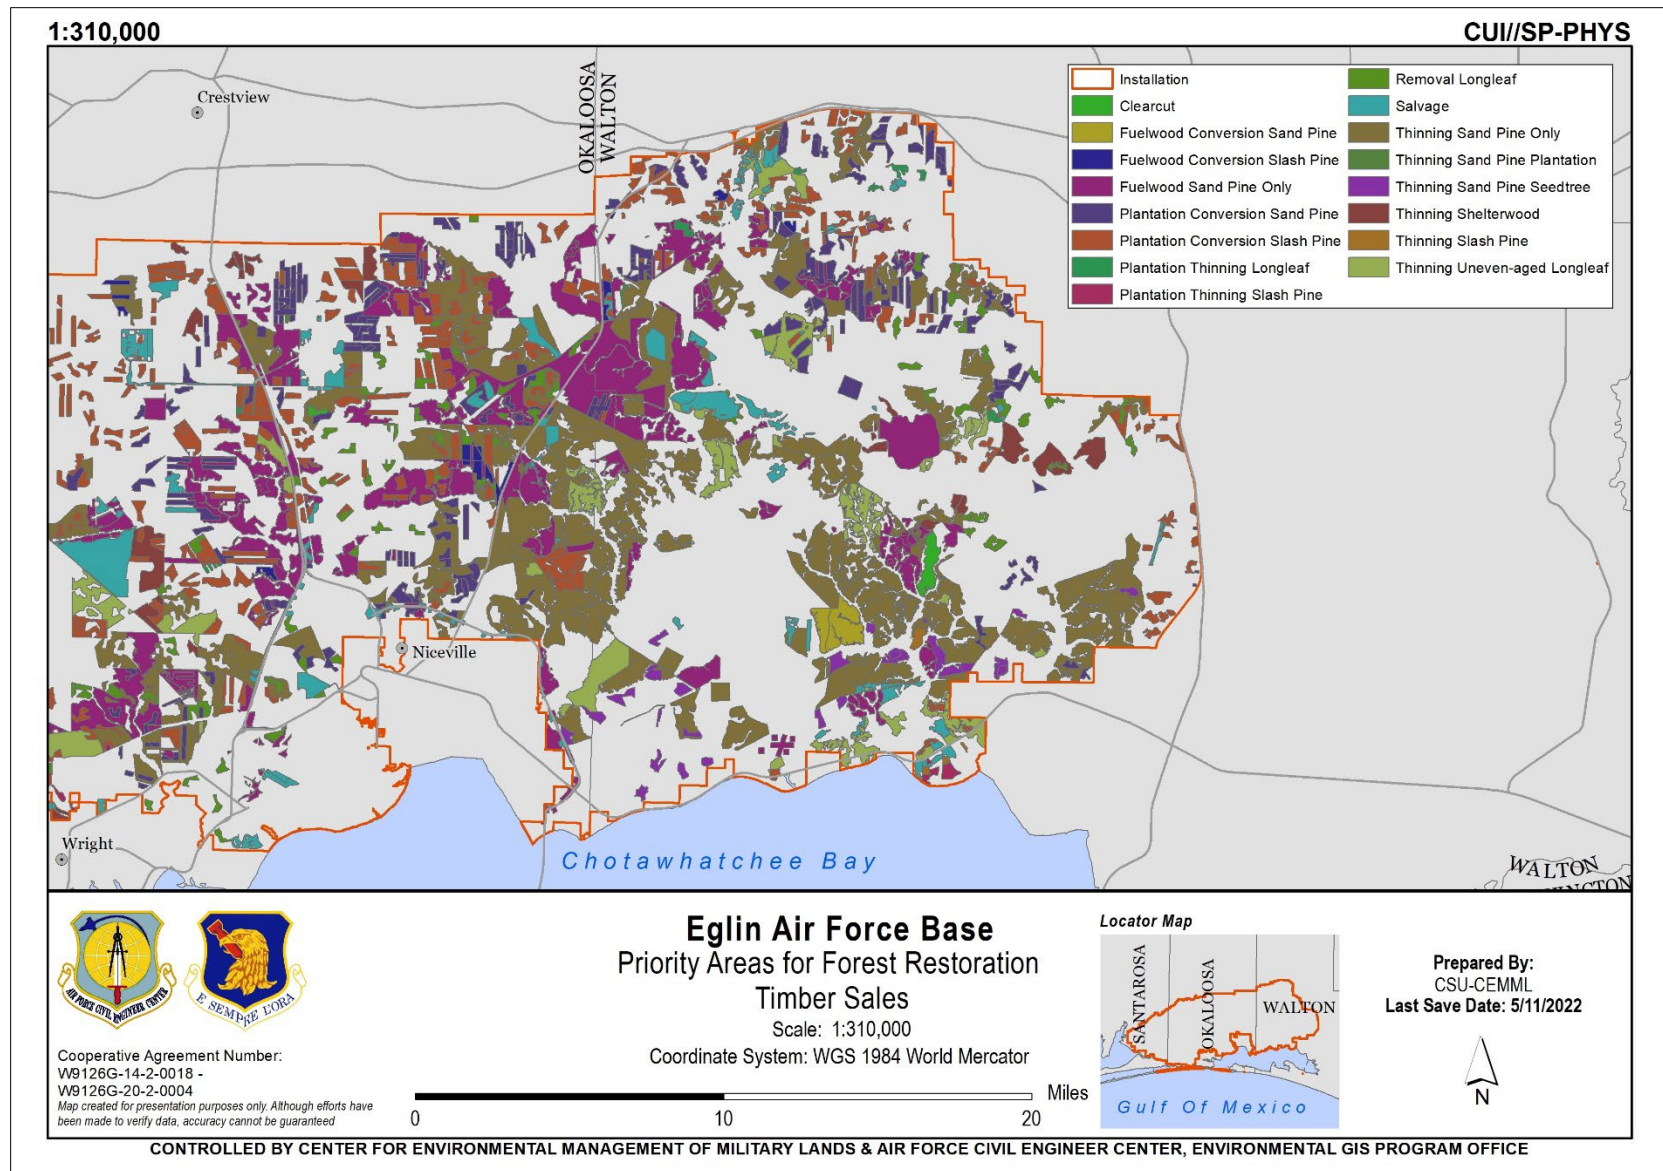 1:310,000
CUI//SP-PHYS
Crestview
OKALOOSA
WALTON
Installation
Clearcut
Fuelwood Conversion Sand Pine
Fuelwood Conversion Slash Pine
Fuelwood Sand Pine Only
Plantation Conversion Sand Pine
Plantation Conversion Slash Pine
Plantation Thinning Longleaf
Plantation Thinning Slash Pine
Removal Longleaf
Salvage
Thinning Sand Pine Only
Thinning Sand Pine Plantation
Thinning Sand Pine Seedtree
Thinning Shelterwood
Thinning Slash Pine
Thinning Uneven-aged Longleaf
Niceville
Wright
Chotawhatchee Bay
WALTON
AIR FORCE CIVIL ENGINEER CENTER
E SEMPRE L'ORA
Cooperative Agreement Number:
W9126G-14-2-0018 -
W9126G-20-2-0004
Map created for presentation purposes only. Although efforts have
been made to verify data, accuracy cannot be guaranteed
Eglin Air Force Base
Priority Areas for Forest Restoration
Timber Sales
Scale: 1:310,000
Coordinate System: WGS 1984 World Mercator
Miles
0 10 20
Locator Map
SANTAROSA
OKALOOSA
WALTON
Gulf Of Mexico
Prepared By:
CSU-CEMML
Last Save Date: 5/11/2022
N
CONTROLLED BY CENTER FOR ENVIRONMENTAL MANAGEMENT OF MILITARY LANDS & AIR FORCE CIVIL ENGINEER CENTER, ENVIRONMENTAL GIS PROGRAM OFFICE